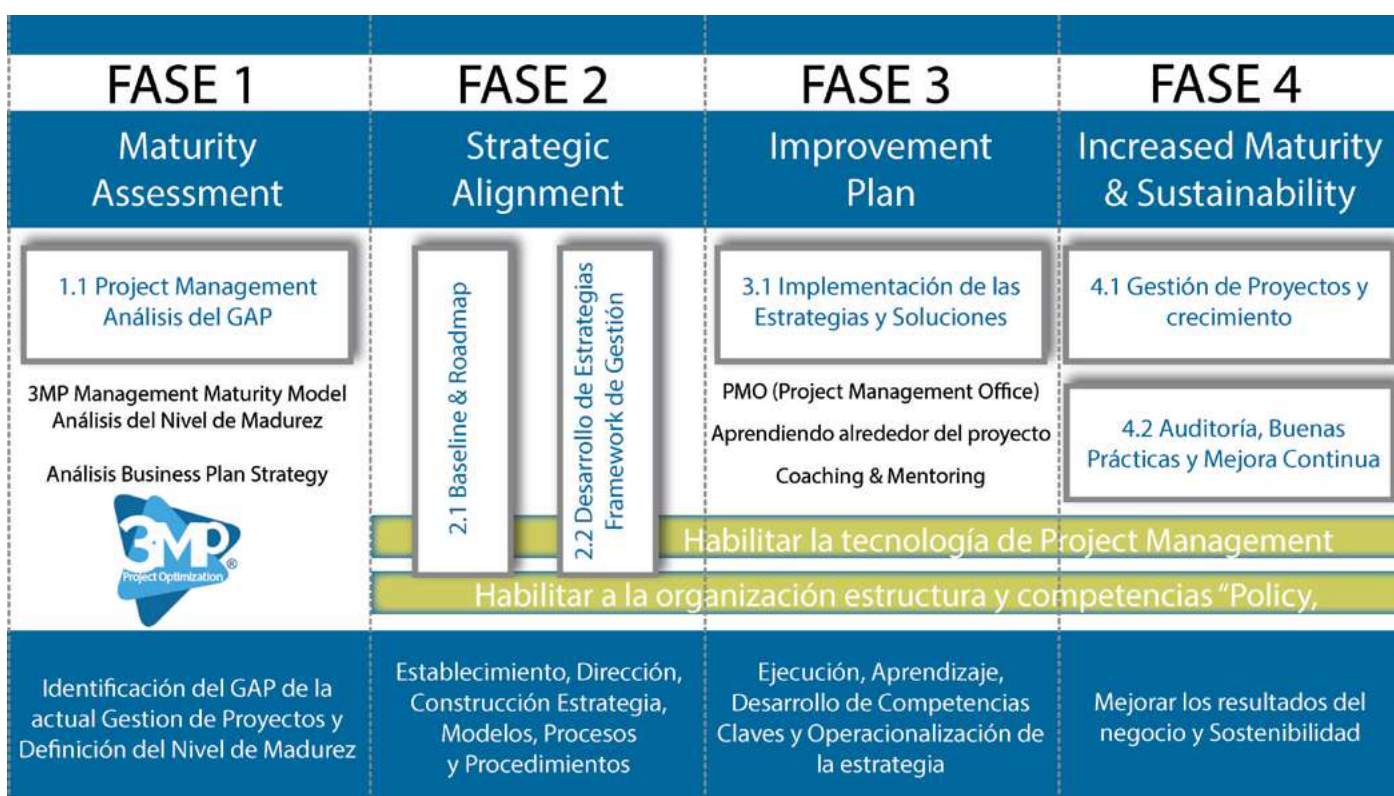 FASE 1
Maturity
Assessment
1.1 Project Management
Análisis del GAP
3MP Management Maturity Model
Análisis del Nivel de Madurez
Análisis Business Plan Strategy
3MP
Project Optimization
®
Identificación del GAP de la
actual Gestion de Proyectos y
Definición del Nivel de Madurez
FASE 2
Strategic
Alignment
2.1 Baseline & Roadmap
2.2 Desarrollo de Estrategias
Framework de Gestión
Establecimiento, Dirección,
Construcción Estrategia,
Modelos, Procesos
y Procedimientos
FASE 3
Improvement
Plan
3.1 Implementación de las
Estrategias y Soluciones
PMO (Project Management Office)
Aprendiendo alrededor del proyecto
Coaching & Mentoring
Habilitar la tecnología de Project Management
Habilitar a la organización estructura y competencias “Policy,
Ejecución, Aprendizaje,
Desarrollo de Competencias
Claves y Operacionalización de
la estrategia
FASE 4
Increased Maturity
& Sustainability
4.1 Gestión de Proyectos y
crecimiento
4.2 Auditoría, Buenas
Prácticas y Mejora Continua
Mejorar los resultados del
negocio y Sostenibilidad